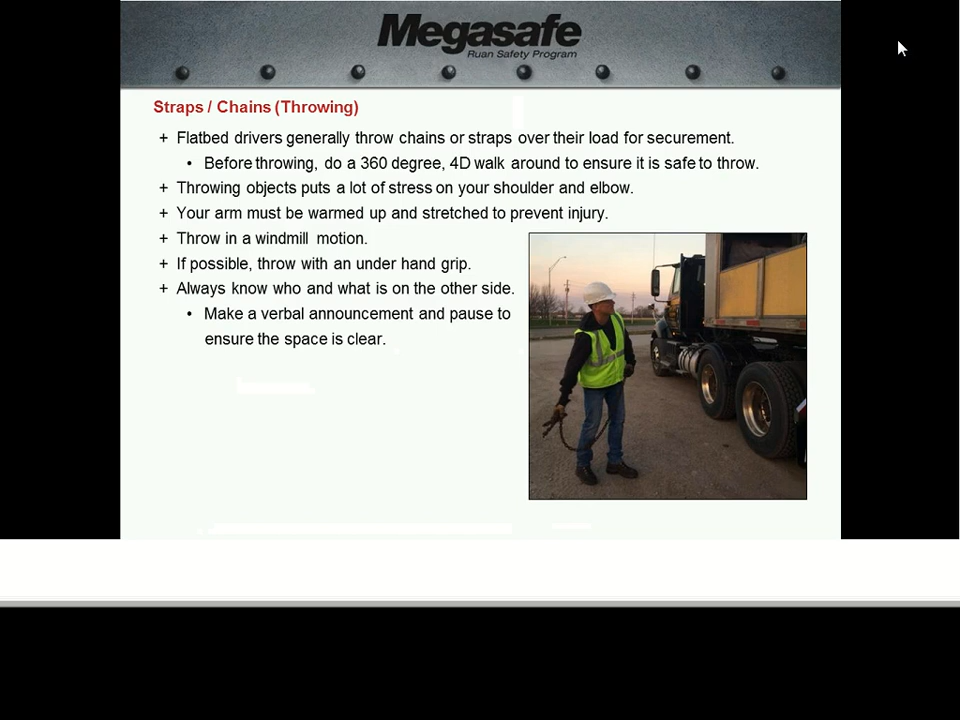 Megasafe
Ruan Safety Program
Straps / Chains (Throwing)
+ Flatbed drivers generally throw chains or straps over their load for securement.
• Before throwing, do a 360 degree, 4D walk around to ensure it is safe to throw.
+ Throwing objects puts a lot of stress on your shoulder and elbow.
+ Your arm must be warmed up and stretched to prevent injury.
+ Throw in a windmill motion.
+ If possible, throw with an under hand grip.
+ Always know who and what is on the other side.
• Make a verbal announcement and pause to
ensure the space is clear.